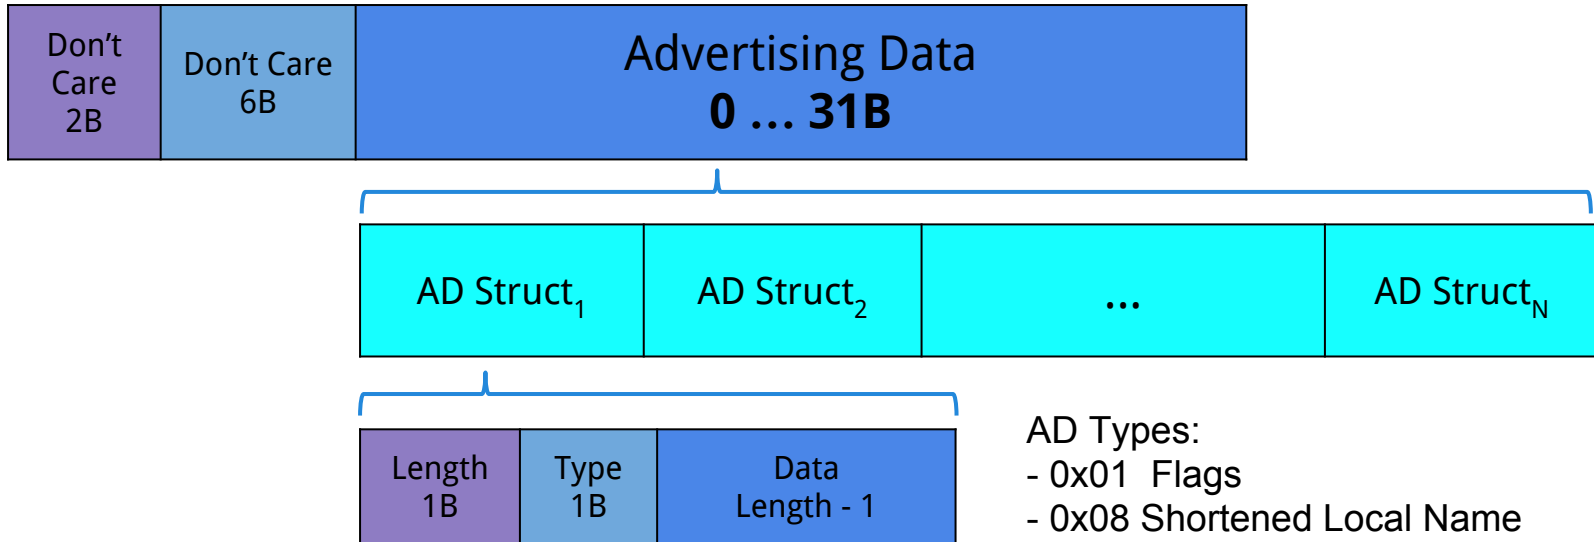 Don't
Care
2B
Don't Care
6B
Advertising Data
0 ... 31B
AD Struct1
AD Struct2
...
AD StructN
Length
1B
Type
1B
Data
Length - 1
AD Types:
- 0x01 Flags
- 0x08 Shortened Local Name